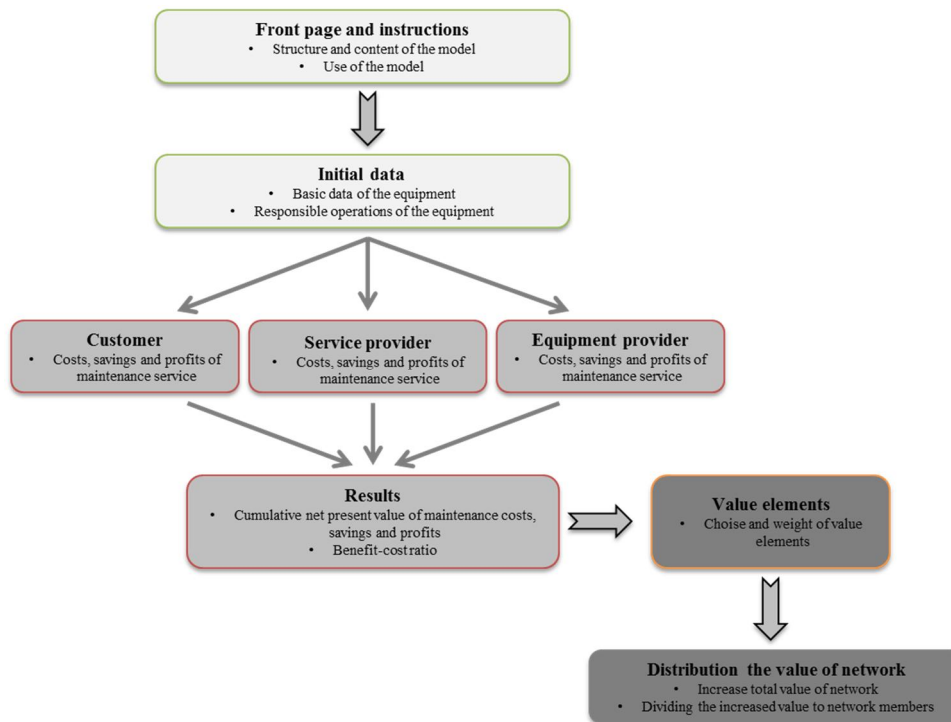 Front page and instructions
• Structure and content of the model
• Use of the model
Initial data
• Basic data of the equipment
• Responsible operations of the equipment
Customer
• Costs, savings and profits of
maintenance service
Service provider
• Costs, savings and profits of
maintenance service
Equipment provider
• Costs, savings and profits of
maintenance service
Results
• Cumulative net present value of maintenance costs,
savings and profits
• Benefit-cost ratio
Value elements
• Choise and weight of value
elements
Distribution the value of network
• Increase total value of network
• Dividing the increased value to network members